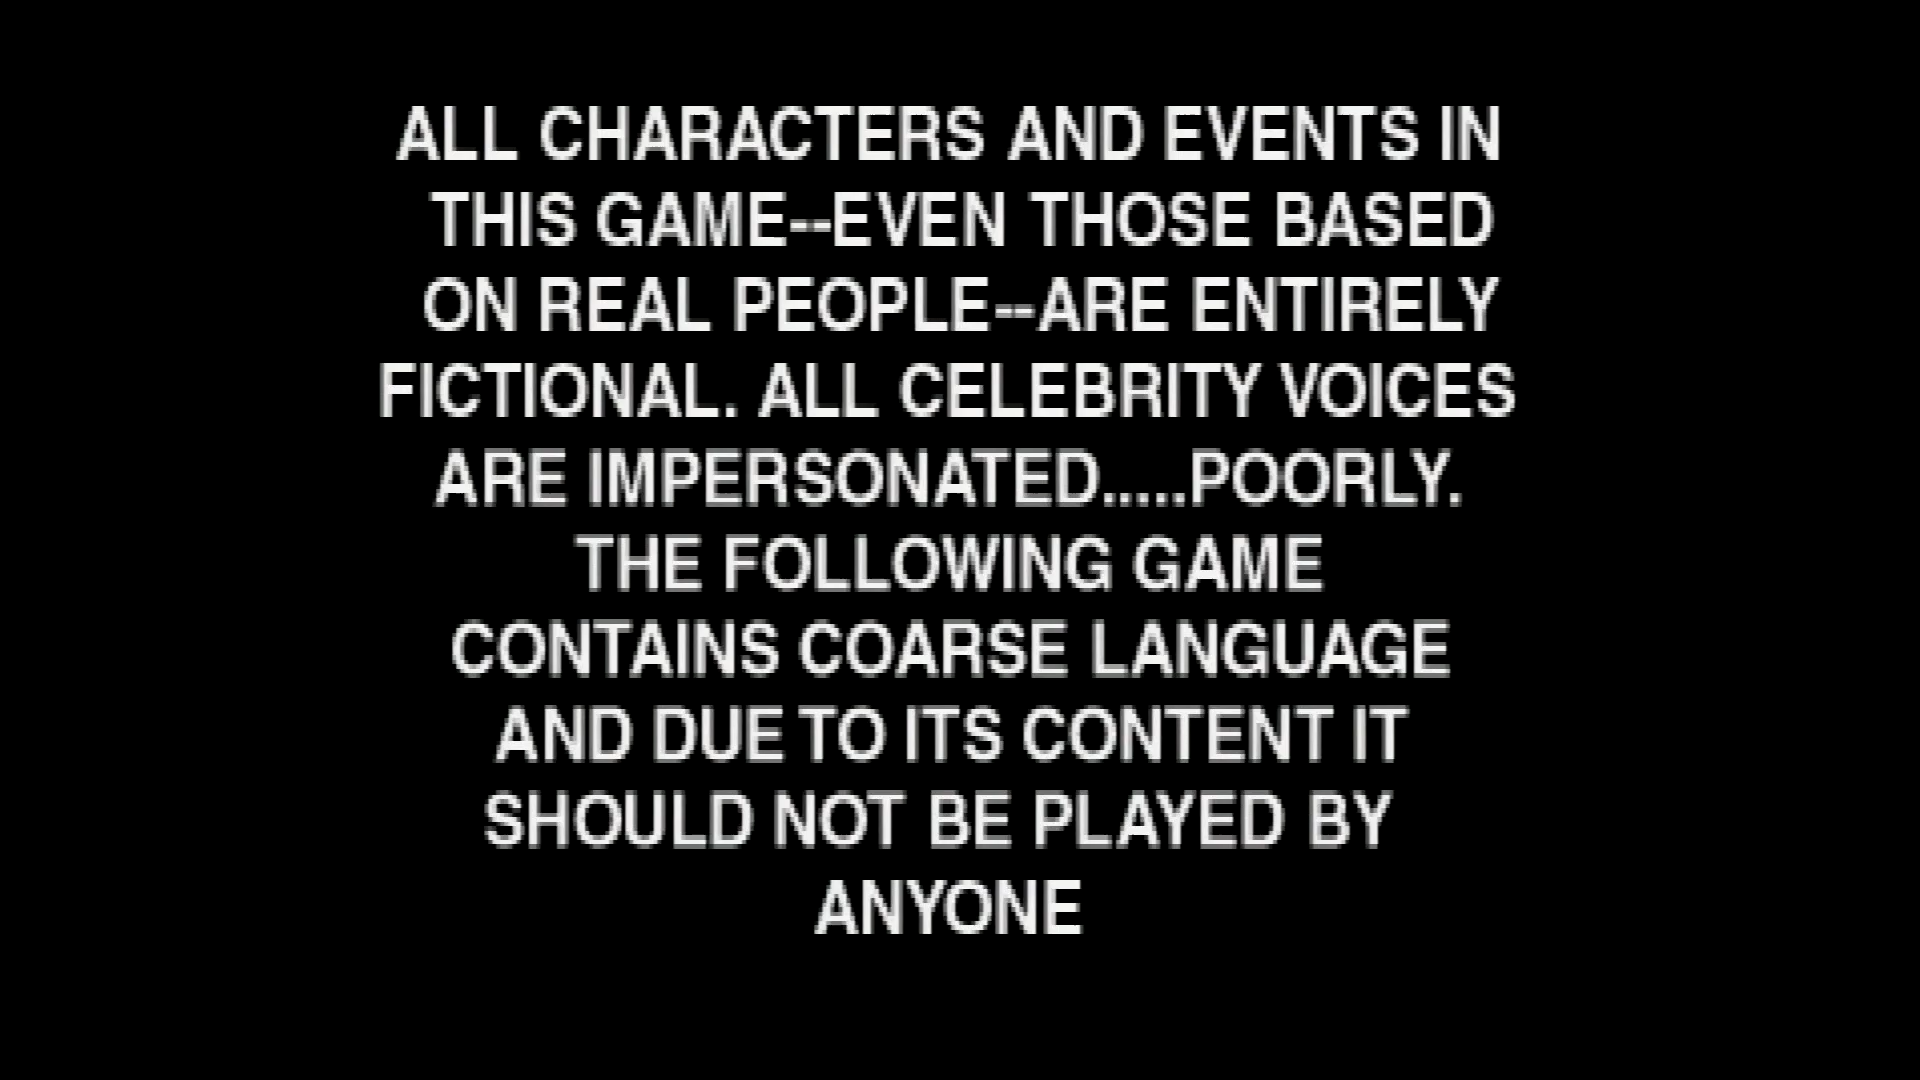 ALL CHARACTERS AND EVENTS IN
THIS GAME--EVEN THOSE BASED
ON REAL PEOPLE--ARE ENTIRELY
FICTIONAL. ALL CELEBRITY VOICES
ARE IMPERSONATED.....POORLY.
THE FOLLOWING GAME
CONTAINS COARSE LANGUAGE
AND DUE TO ITS CONTENT IT
SHOULD NOT BE PLAYED BY
ANYONE